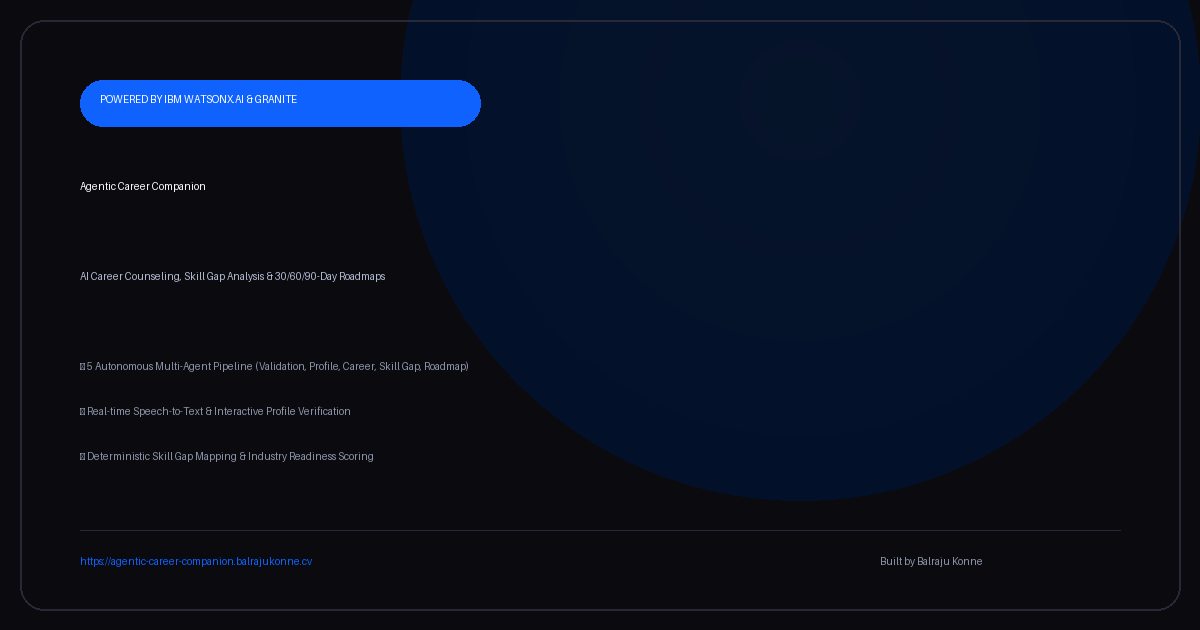 POWERED BY IBM WATSONX.AI & GRANITE
Agentic Career Companion
AI Career Counseling, Skill Gap Analysis & 30/60/90-Day Roadmaps
5 Autonomous Multi-Agent Pipeline (Validation, Profile, Career, Skill Gap, Roadmap)
Real-time Speech-to-Text & Interactive Profile Verification
Deterministic Skill Gap Mapping & Industry Readiness Scoring
https://agentic-career-companion.balrajukonne.cv
Built by Balraju Konne